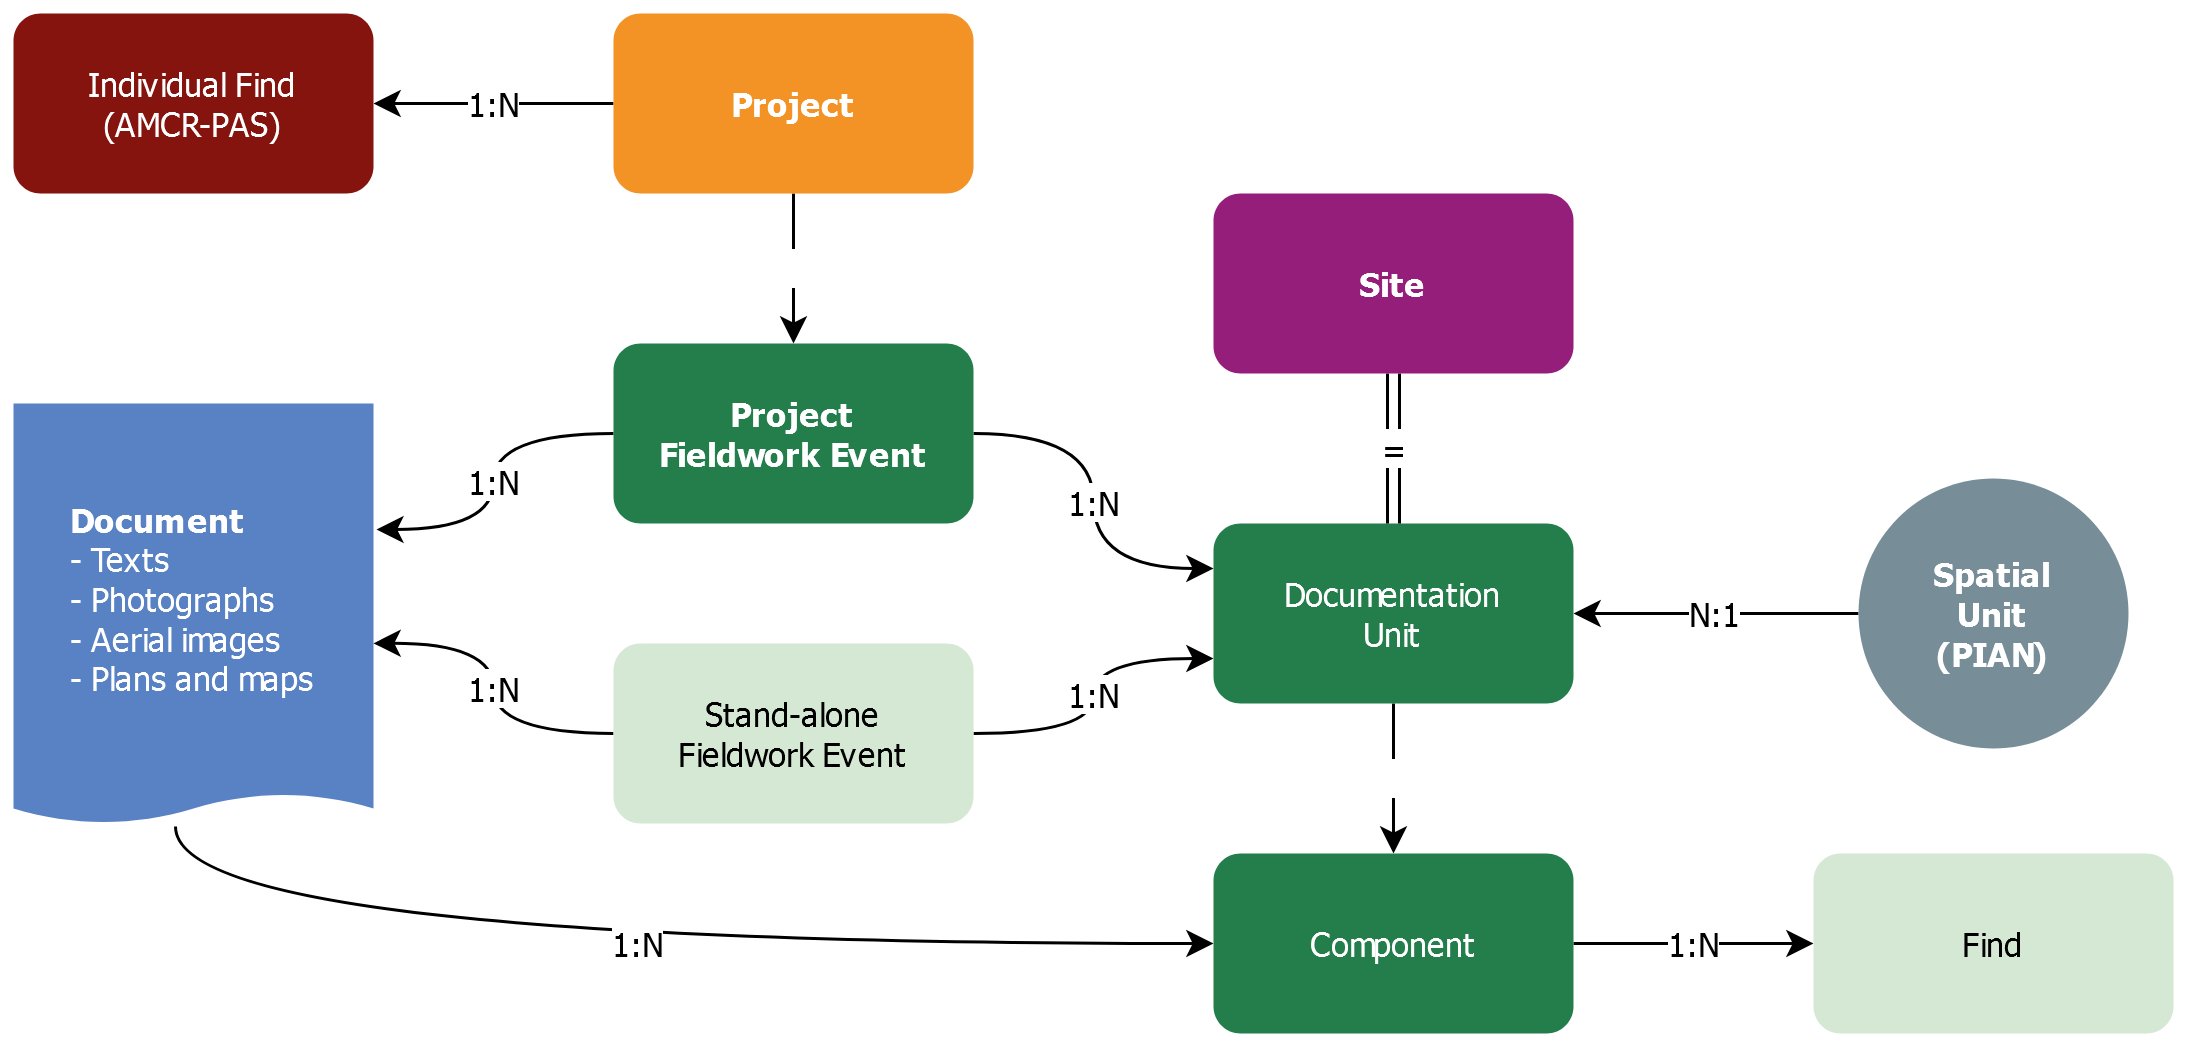 Individual Find
(AMCR-PAS)
1:N
Project
Site
Project
Fieldwork Event
1:N
1:N
=
Document
- Texts
- Photographs
- Aerial images
- Plans and maps
1:N
Stand-alone
Fieldwork Event
1:N
Documentation
Unit
N:1
Spatial
Unit
(PIAN)
1:N
Component
1:N
Find